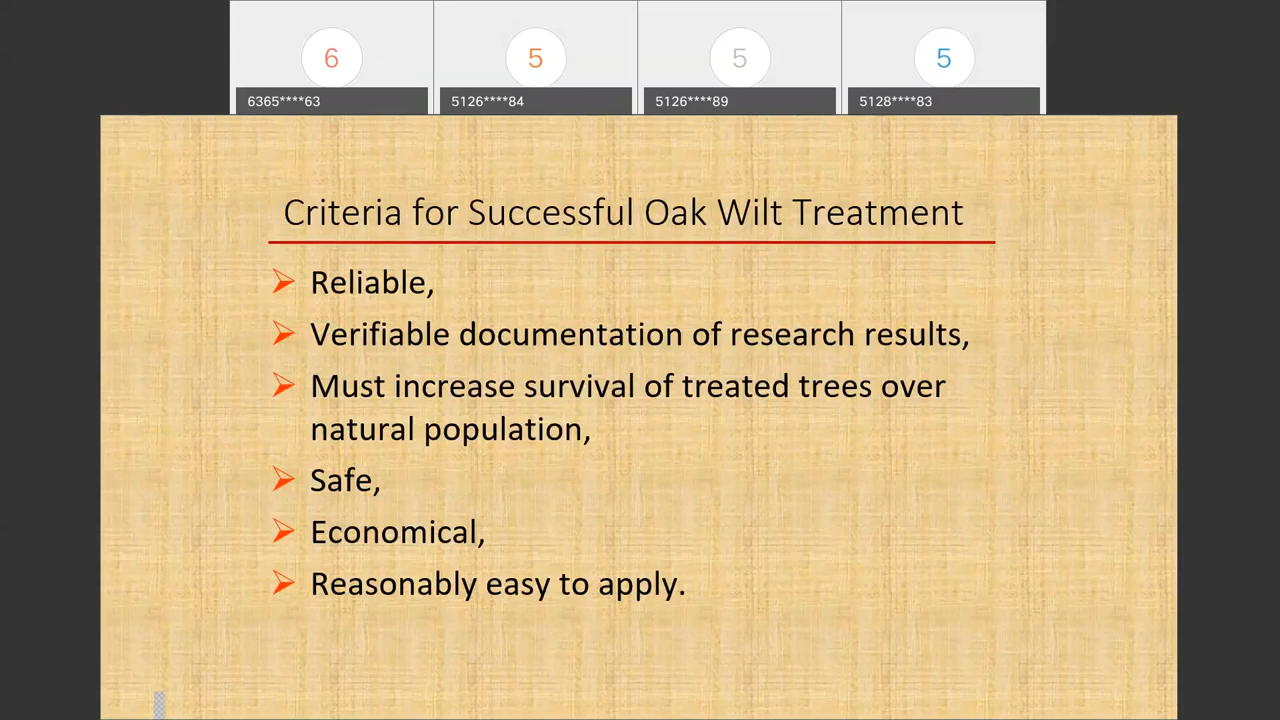 6 5 5 5
6365****63 5126****84 5126****89 5128****83
Criteria for Successful Oak Wilt Treatment
Reliable,
Verifiable documentation of research results,
Must increase survival of treated trees over
natural population,
Safe,
Economical,
Reasonably easy to apply.